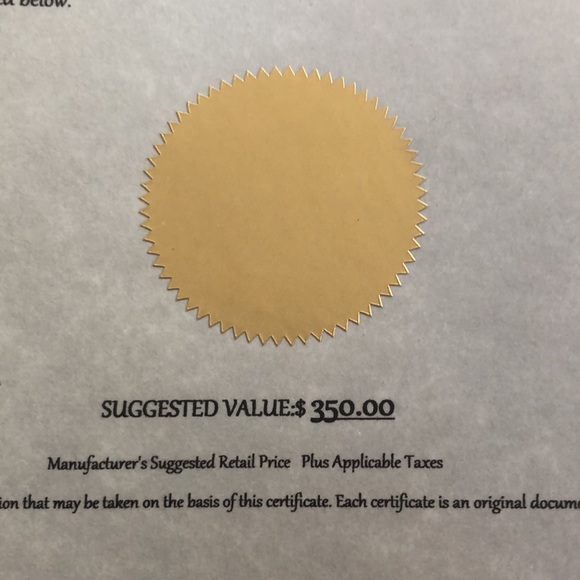 below.
SUGGESTED VALUE:$ 350.00
Manufacturer's Suggested Retail Price Plus Applicable Taxes
that may be taken on the basis of this certificate. Each certificate is an original